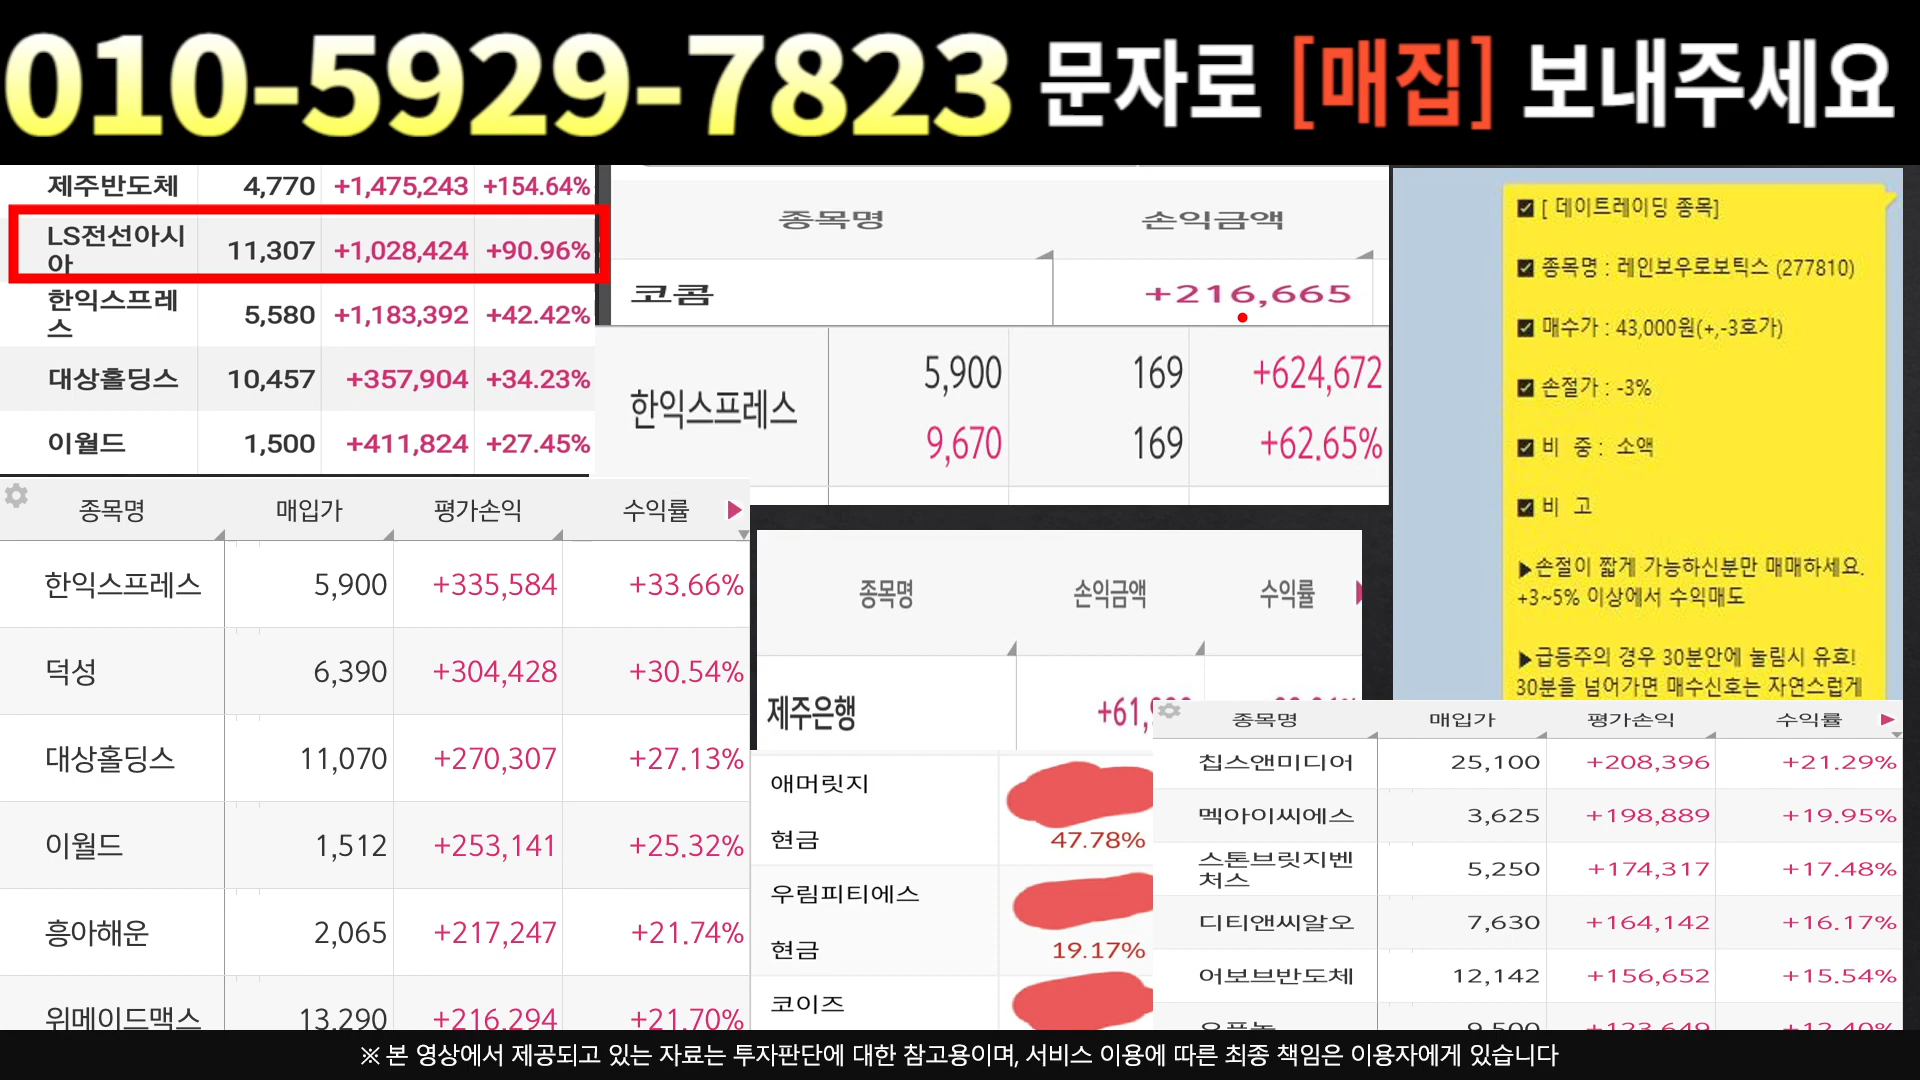 010-5929-7823 문자로 [매집] 보내주세요
제주반도체 4,770 +1,475,243 +154.64%
LS전선아시
아 11,307 +1,028,424 +90.96%
한익스프레
스 5,580 +1,183,392 +42.42%
대상홀딩스 10,457 +357,904 +34.23%
이월드 1,500 +411,824 +27.45%
종목명 손익금액
코콤 +216,665
한익스프레스 5,900 169 +624,672
9,670 169 +62.65%
☑ [ 데이트레이딩 종목]
☑ 종목명 : 레인보우로보틱스 (277810)
☑ 매수가 : 43,000원(+,-3호가)
☑ 손절가 : -3%
☑ 비 중 : 소액
☑ 비 고
▶손절이 짧게 가능하신분만 매매하세요.
+3~5% 이상에서 수익매도
▶급등주의 경우 30분안에 눌림시 유효!
30분을 넘어가면 매수신호는 자연스럽게
종목명 매입가 평가손익 수익률
한익스프레스 5,900 +335,584 +33.66%
덕성 6,390 +304,428 +30.54%
대상홀딩스 11,070 +270,307 +27.13%
이월드 1,512 +253,141 +25.32%
흥아해운 2,065 +217,247 +21.74%
위메이드맥스 13,290 +216,294 +21.70%
종목명 손익금액 수익률
제주은행
애머릿지
현금 47.78%
우림피티에스
현금 19.17%
코이즈
종목명 매입가 평가손익 수익률
칩스앤미디어 25,100 +208,396 +21.29%
멕아이씨에스 3,625 +198,889 +19.95%
스톤브릿지벤
처스 5,250 +174,317 +17.48%
디티앤씨알오 7,630 +164,142 +16.17%
어보브반도체 12,142 +156,652 +15.54%
※ 본 영상에서 제공되고 있는 자료는 투자판단에 대한 참고용이며, 서비스 이용에 따른 최종 책임은 이용자에게 있습니다